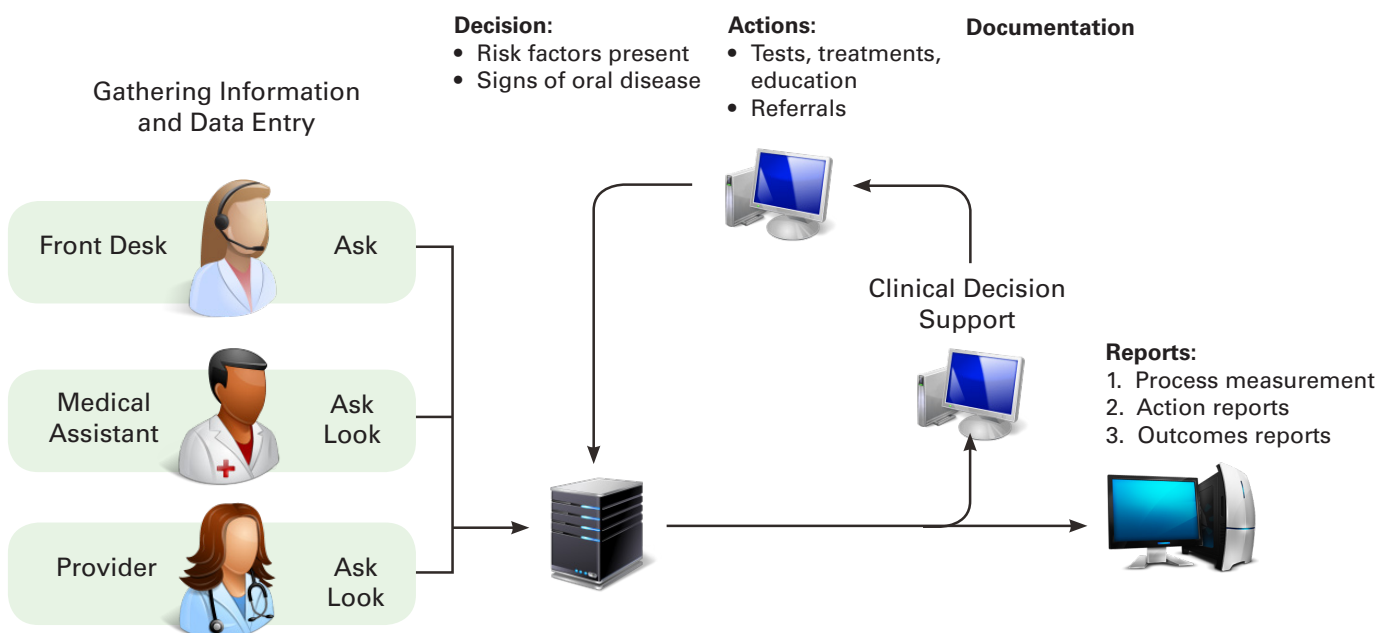 Decision:
• Risk factors present
• Signs of oral disease
Actions:
• Tests, treatments,
education
• Referrals
Documentation
Gathering Information
and Data Entry
Front Desk
Ask
Medical
Assistant
Ask
Look
Provider
Ask
Look
Clinical Decision
Support
Reports:
1. Process measurement
2. Action reports
3. Outcomes reports